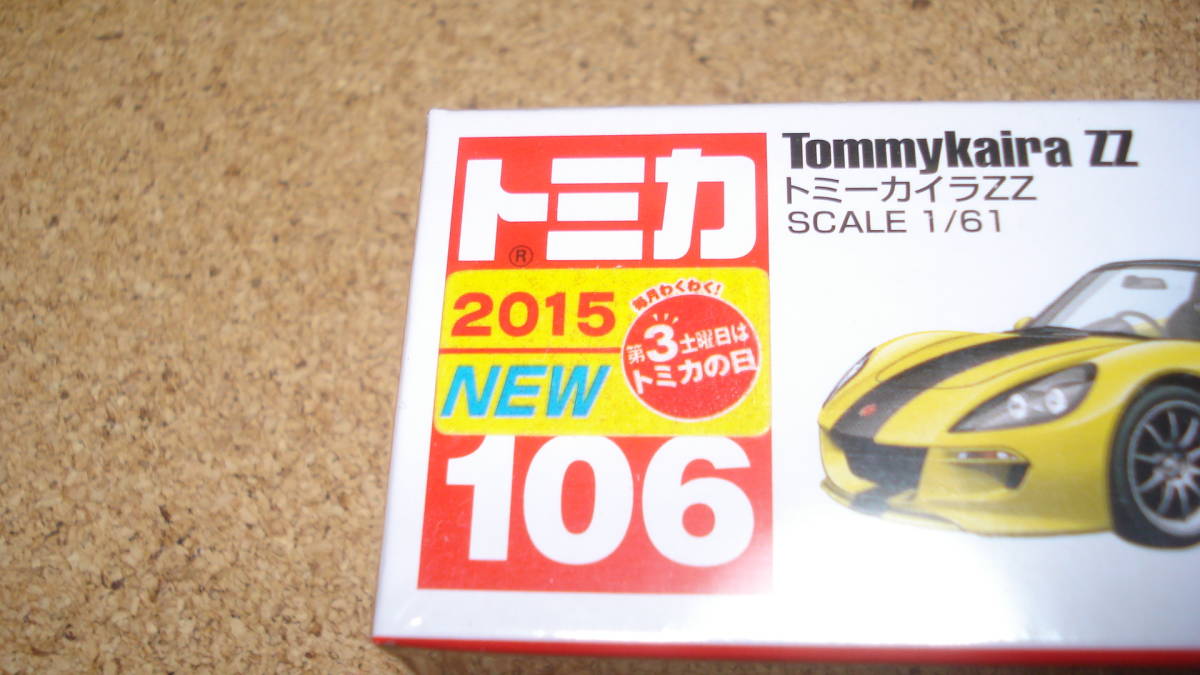 トミカ
®
2015
NEW
毎月わくわく!
第3土曜日は
トミカの日
106
Tommykaira ZZ
トミーカイラZZ
SCALE 1/61